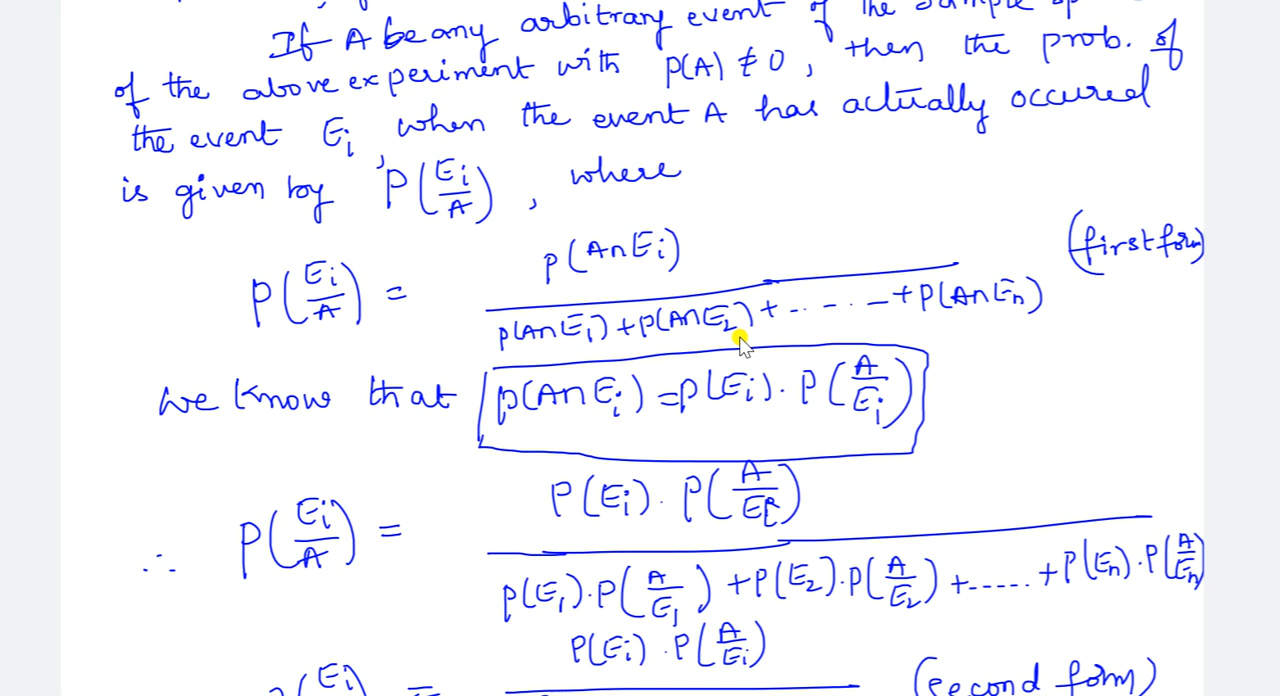 If A be any arbitrary event of the sample
of the above experiment with P(A) ≠ 0, then the prob. of
the event Ei, when the event A has actually occured
is given by P(Ei/A), where
P(Ei/A) = P(A∩Ei) / P(A∩E1)+P(A∩E2)+.....+P(A∩En) (first form)
we know that P(A∩Ei)=P(Ei).P(A/Ei)
∴ P(Ei/A) = P(Ei).P(A/Ei) / P(E1).P(A/E1)+P(E2).P(A/E2)+......+P(En).P(A/En)
(Ei) = P(Ei).P(A/Ei) (second form)